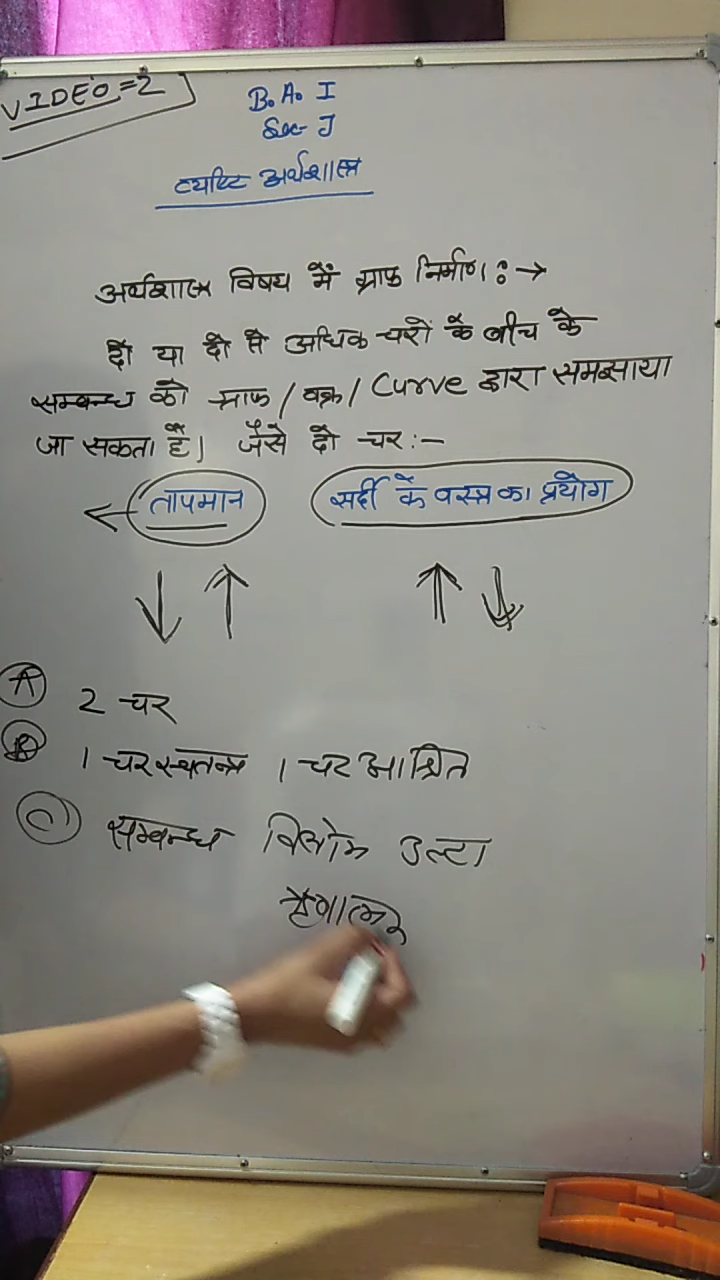 VIDEO=2
B.A. I
Sec-J
व्यष्टि अर्थशास्त्र
अर्थशास्त्र विषय में ग्राफ निर्माण :→
दो या दो से अधिक चरों के बीच के
सम्बन्ध को ग्राफ / वक्र / Curve द्वारा समझाया
जा सकता है। जैसे दो चर :-
← तापमान सर्दी के वस्त्र का प्रयोग
↓ ↑ ↑ ↓
A 2 चर
B 1 चर स्वतन्त्र 1 चर आश्रित
C सम्बन्ध विलोम उल्टा